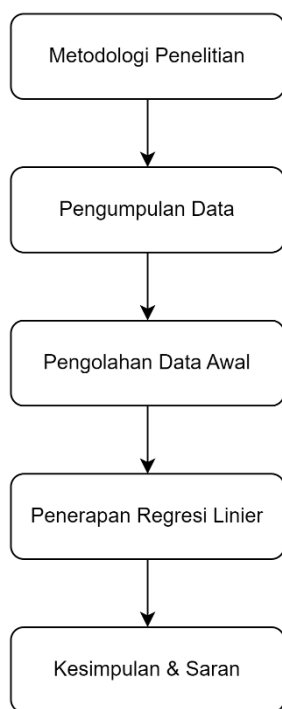 Metodologi Penelitian
Pengumpulan Data
Pengolahan Data Awal
Penerapan Regresi Linier
Kesimpulan & Saran